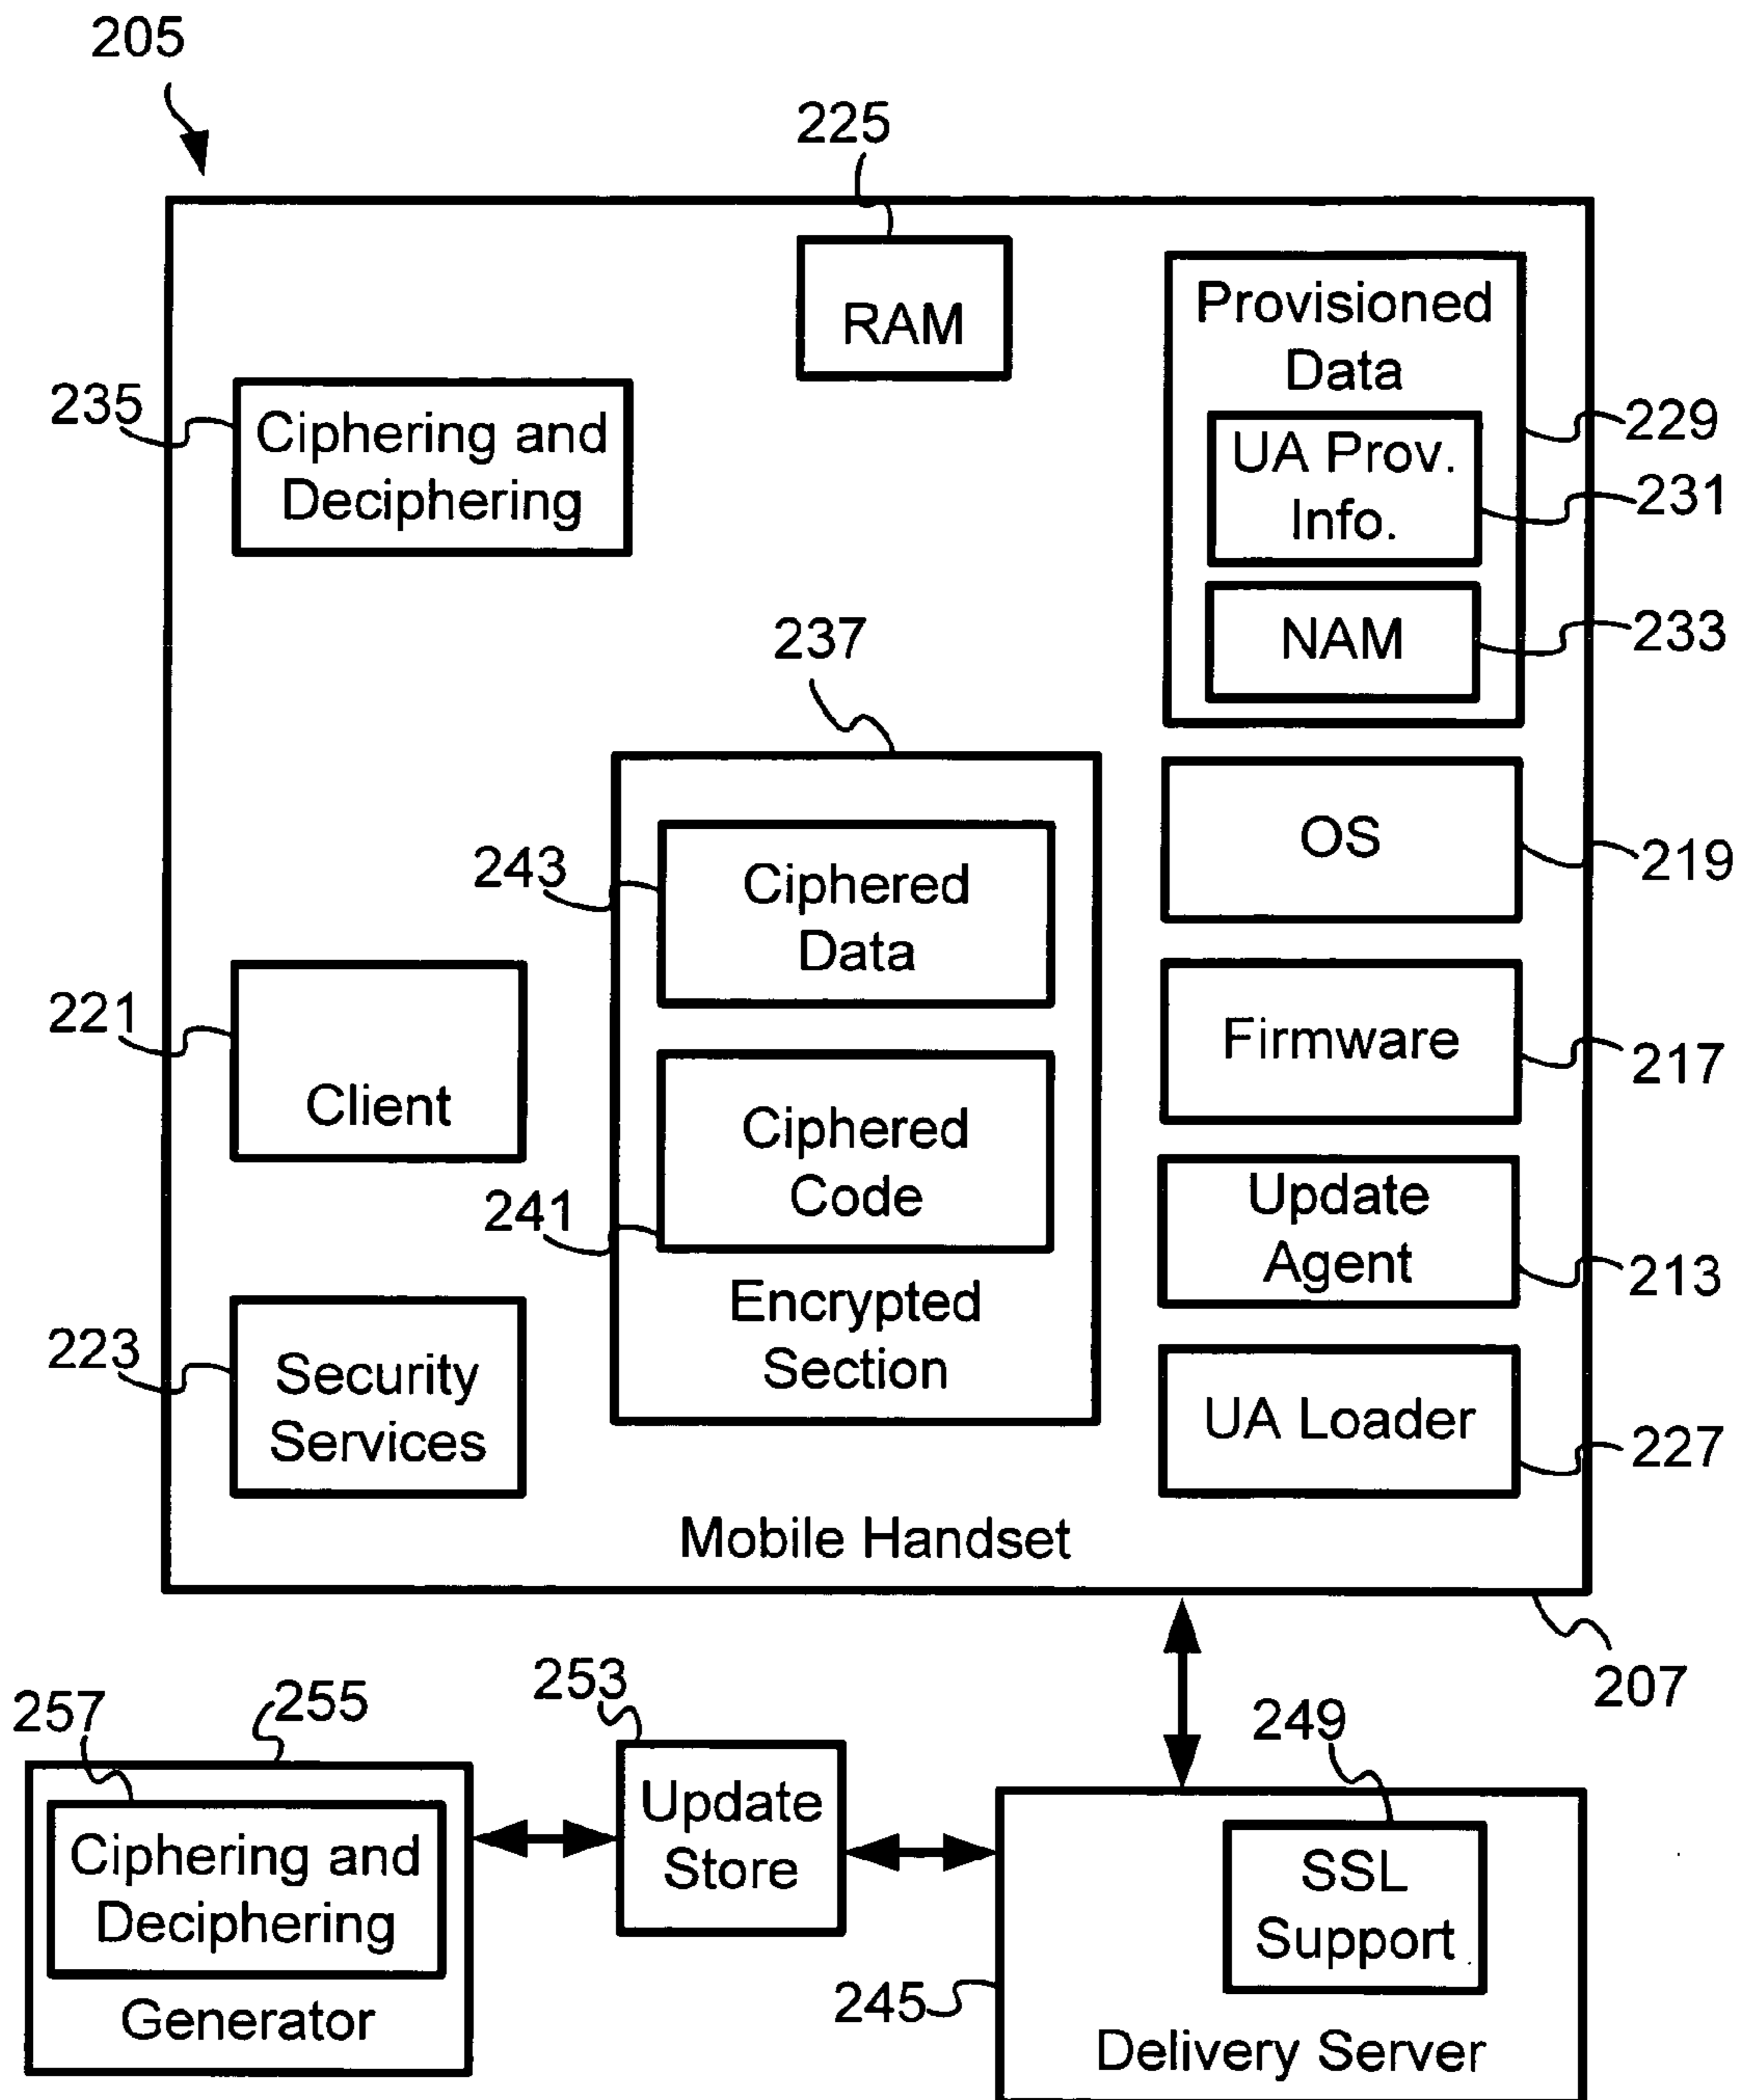 205
225
RAM
Provisioned
Data
229
UA Prov.
Info.
231
NAM
233
235
Ciphering and
Deciphering
237
243
Ciphered
Data
241
Ciphered
Code
Encrypted
Section
OS
219
Firmware
217
Update
Agent
213
UA Loader
227
221
Client
223
Security
Services
Mobile Handset
207
257
255
Ciphering and
Deciphering
Generator
253
Update
Store
249
SSL
Support
245
Delivery Server